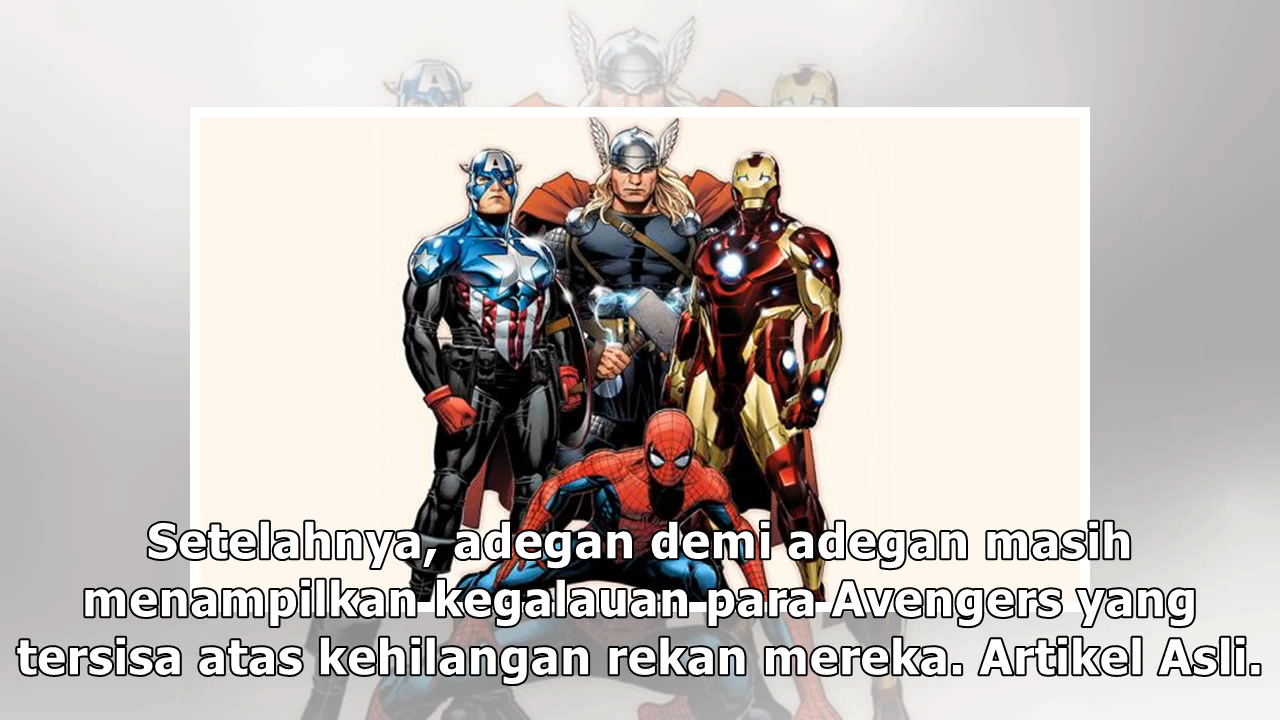 Setelahnya, adegan demi adegan masih
menampilkan kegalauan para Avengers yang
tersisa atas kehilangan rekan mereka. Artikel Asli.